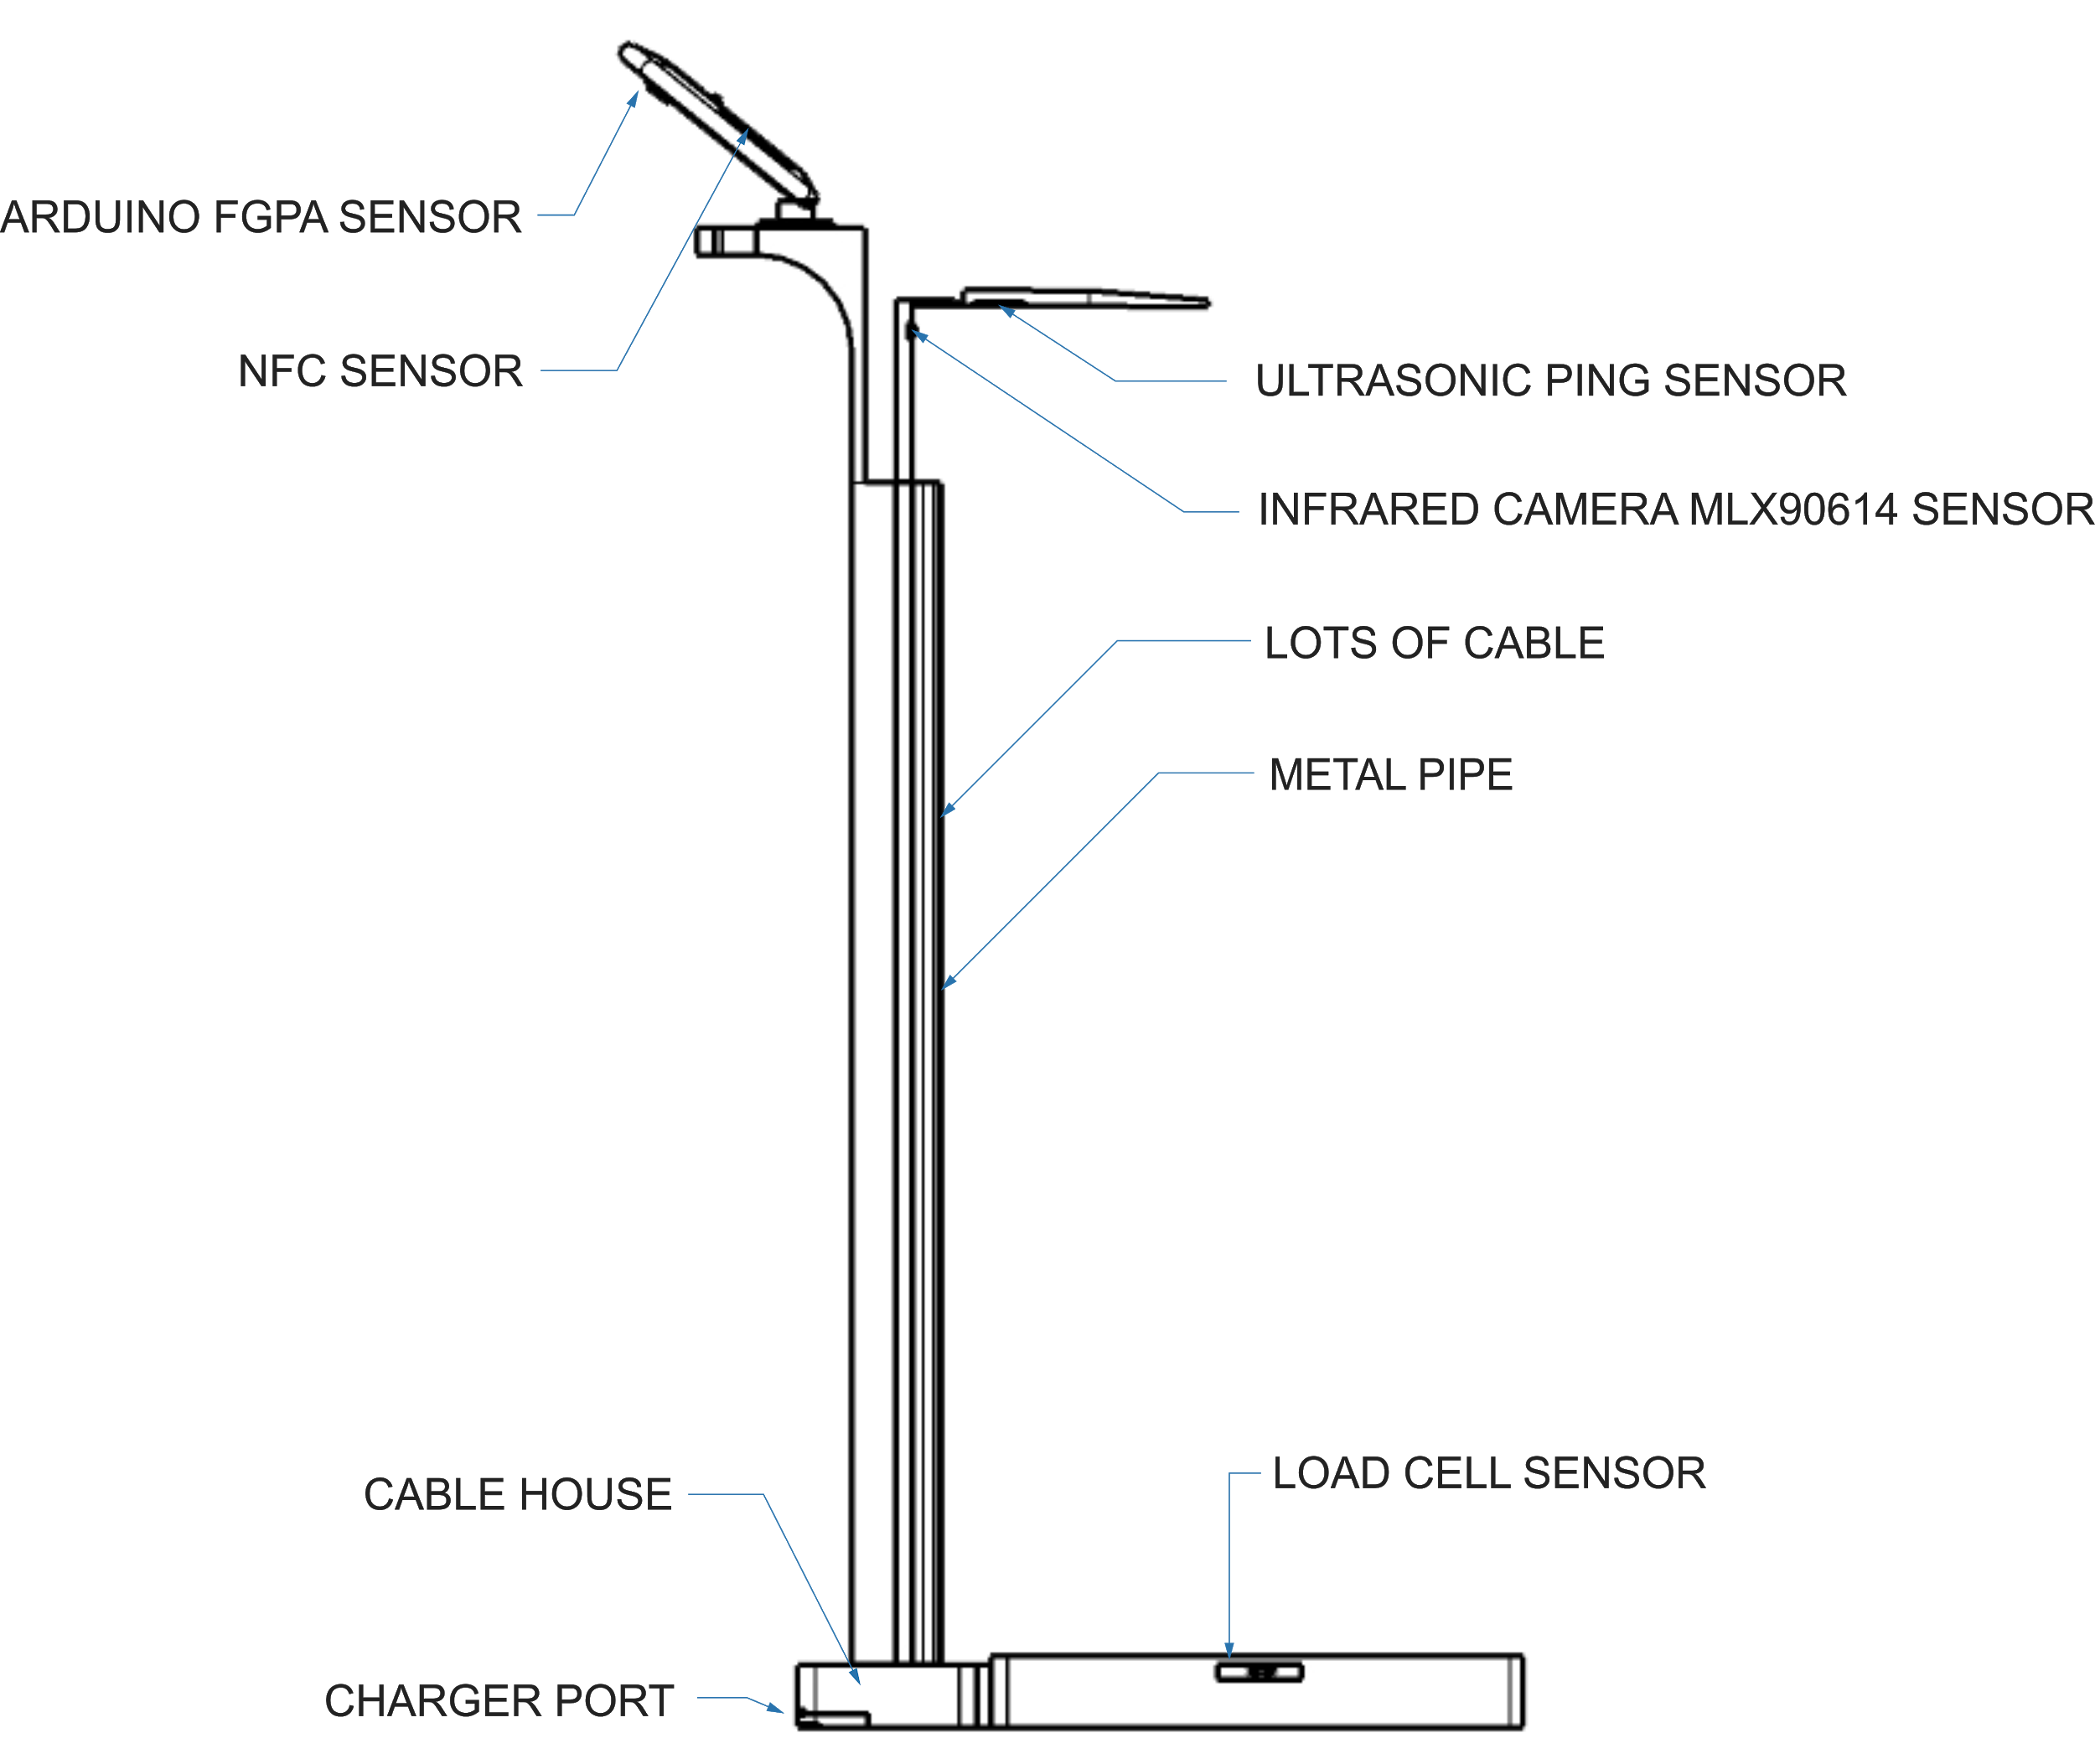 ARDUINO FGPA SENSOR
NFC SENSOR
ULTRASONIC PING SENSOR
INFRARED CAMERA MLX90614 SENSOR
LOTS OF CABLE
METAL PIPE
LOAD CELL SENSOR
CABLE HOUSE
CHARGER PORT